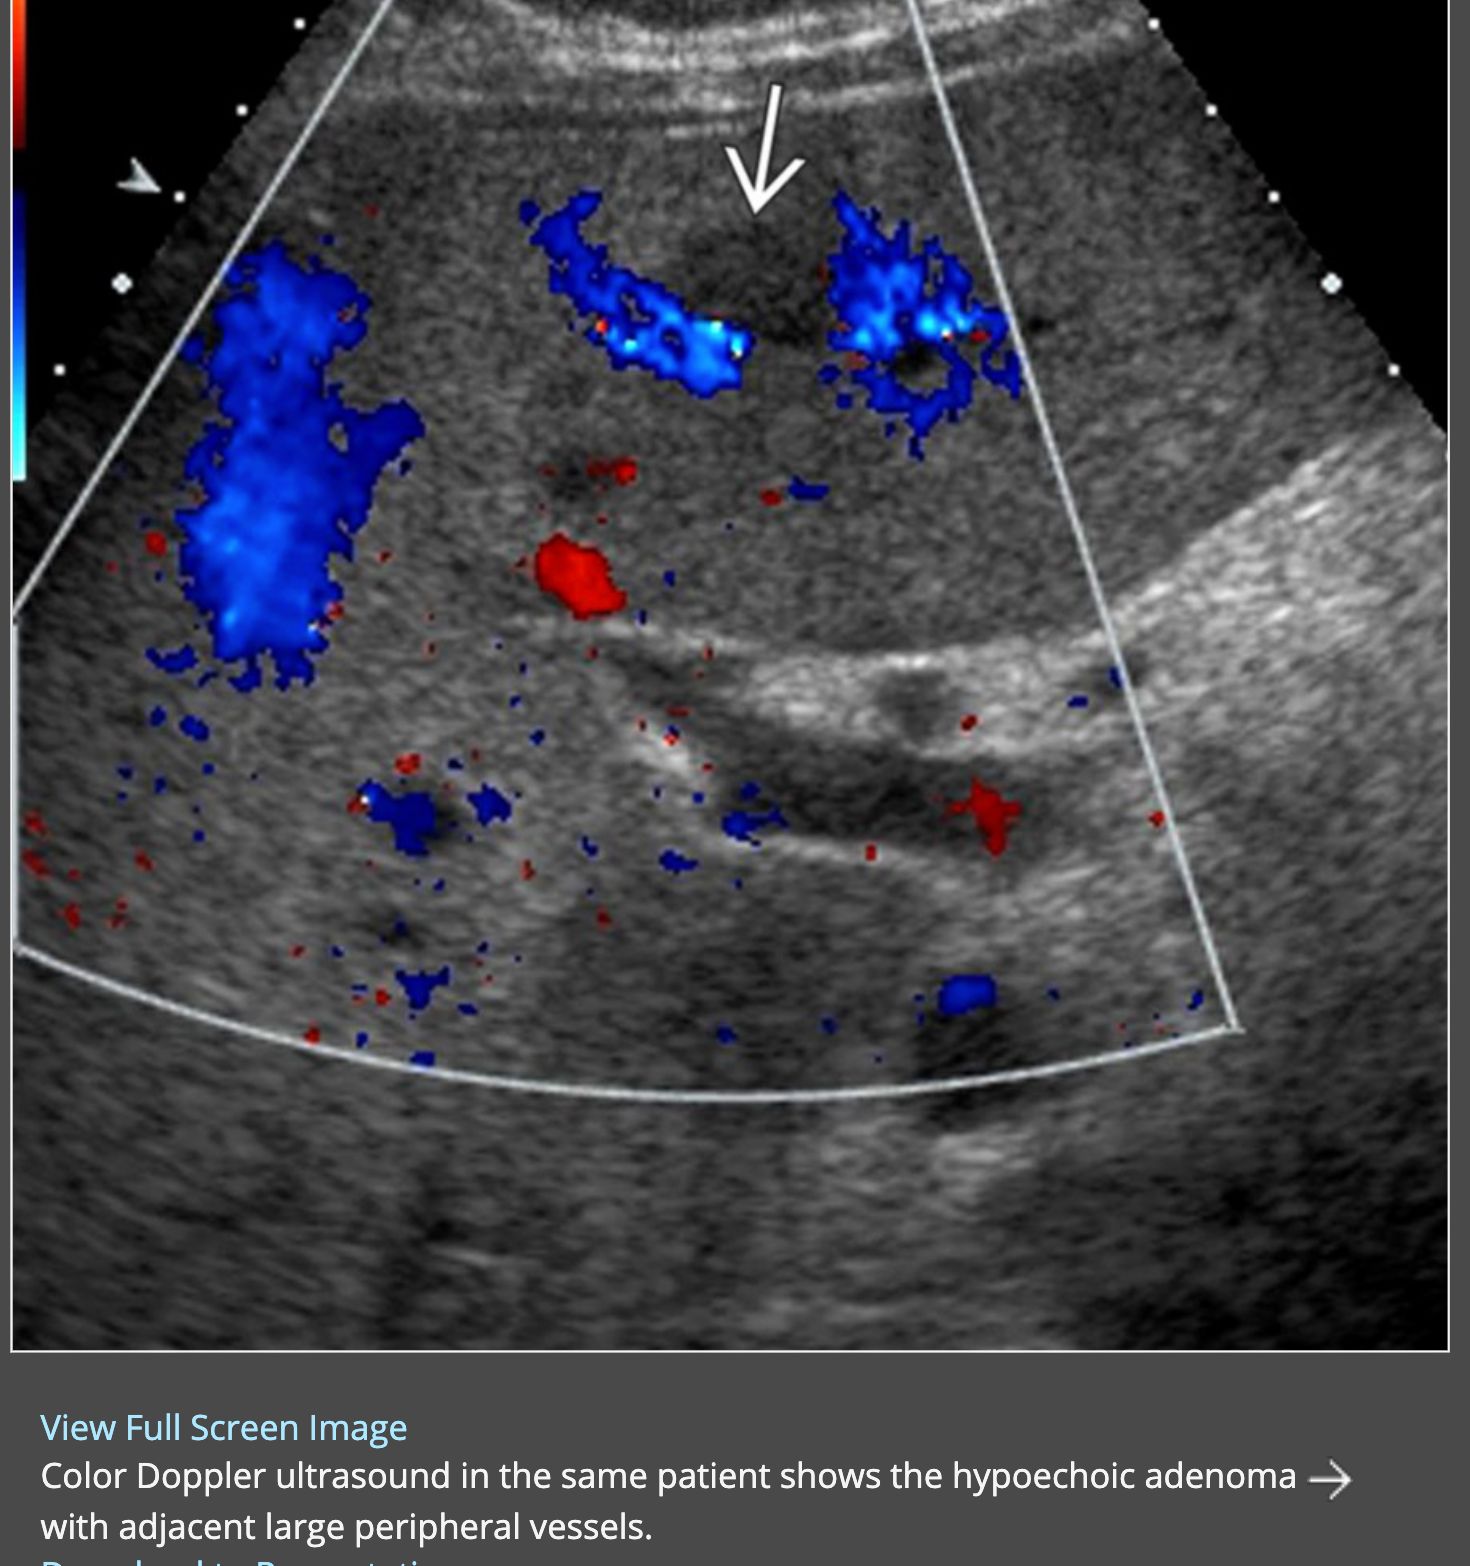 View Full Screen Image
Color Doppler ultrasound in the same patient shows the hypoechoic adenoma →
with adjacent large peripheral vessels.